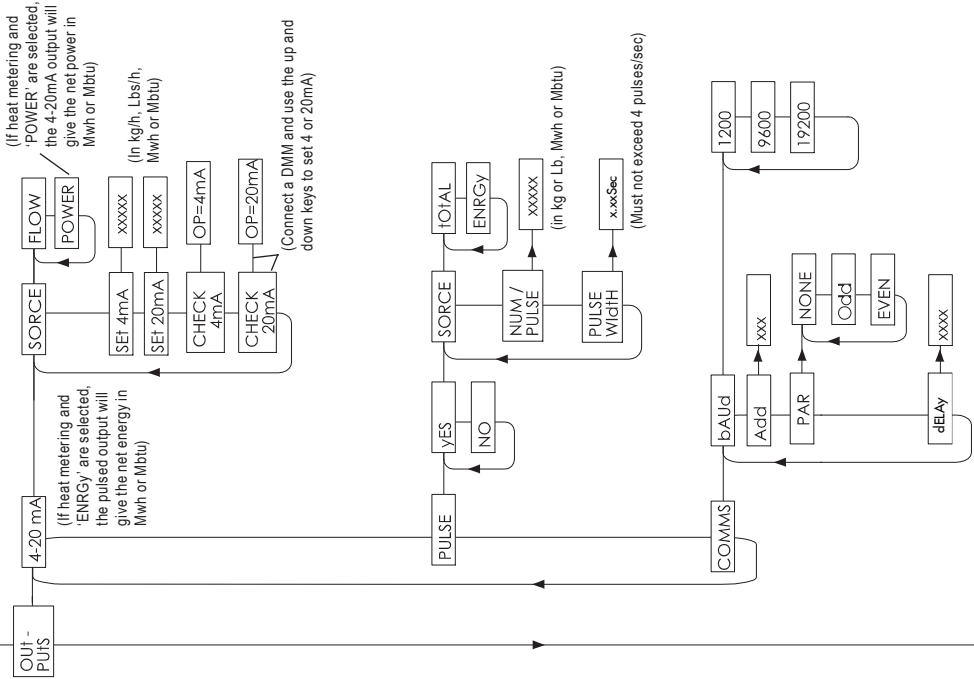 OUt -
PUtS
4-20 mA
SORCE
FLOW
POWER
(If heat metering and
‘POWER’ are selected,
the 4-20mA output will
give the net power in
Mwh or Mbtu)
SEt 4mA
xxxxx
SEt 20mA
xxxxx
(In kg/h, Lbs/h,
Mwh or Mbtu)
CHECK
4mA
OP=4mA
CHECK
20mA
OP=20mA
(Connect a DMM and use the up and
down keys to set 4 or 20mA)
(If heat metering and
‘ENRGy’ are selected,
the pulsed output will
give the net energy in
Mwh or Mbtu)
PULSE
yES
NO
SORCE
tOtAL
ENRGy
NUM /
PULSE
xxxxx
(in kg or Lb, Mwh or Mbtu)
PULSE
WIdtH
x.xxSec
(Must not exceed 4 pulses/sec)
COMMS
bAUd
1200
9600
19200
Add
xxx
PAR
NONE
Odd
EVEN
dELAy
xxxx